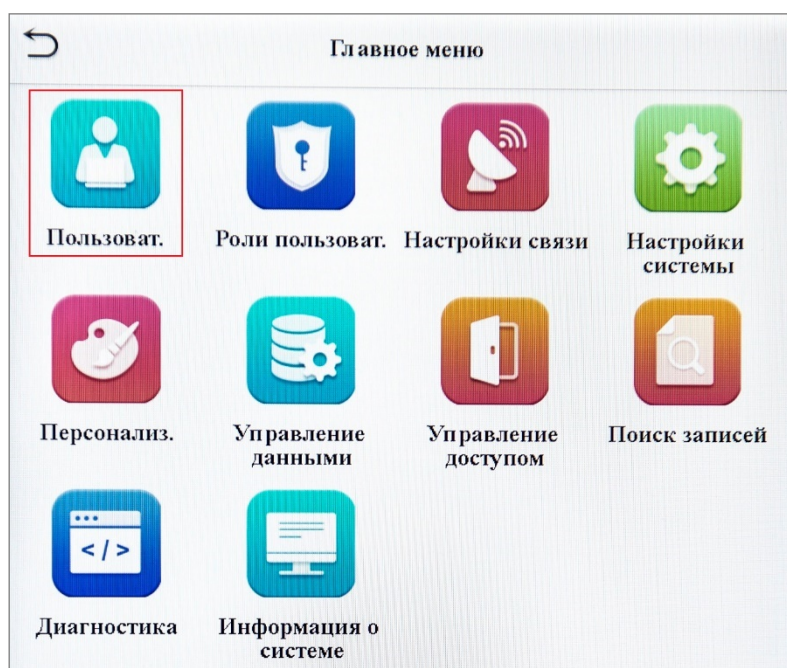 Главное меню
Пользоват.
Роли пользоват.
Настройки связи
Настройки
системы
Персонализ.
Управление
данными
Управление
доступом
Поиск записей
</>
Диагностика
Информация о
системе